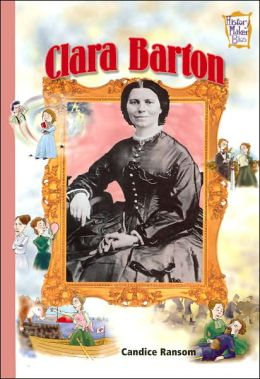 History
Maker
Bios
Clara Barton
Candice Ransom